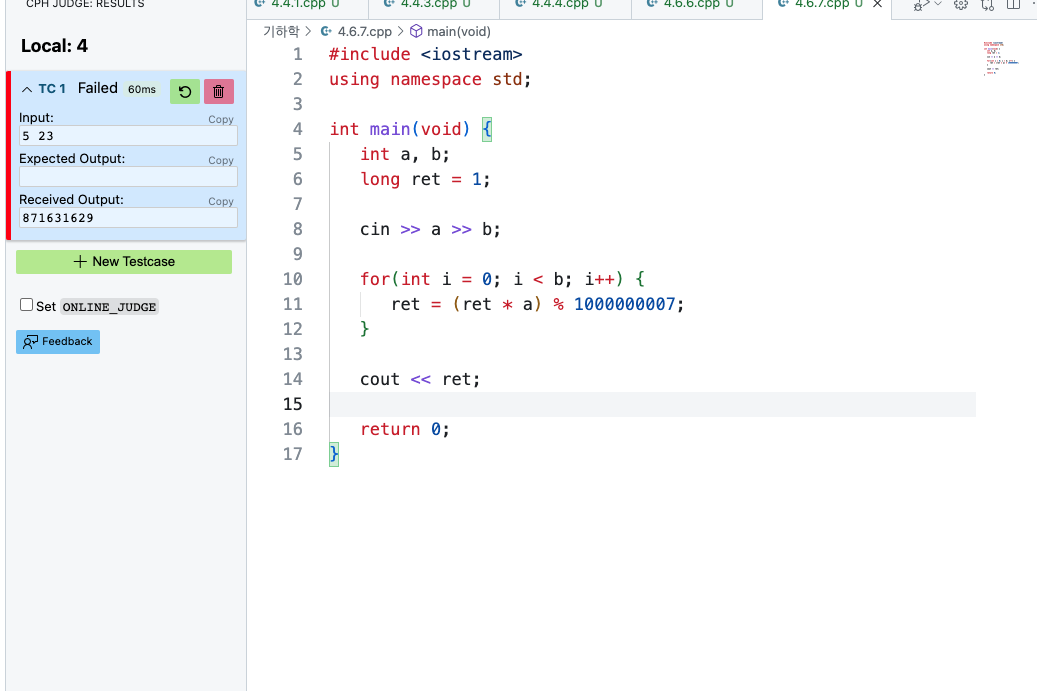 CPH JUDGE: RESULTS
4.4.1.cpp U
4.4.3.cpp U
4.4.4.cpp U
4.6.6.cpp U
4.6.7.cpp U
기하학 > 4.6.7.cpp > main(void)
Local: 4
TC 1 Failed 60ms
Input:
Copy
5 23
Expected Output:
Copy
Received Output:
Copy
871631629
New Testcase
Set ONLINE_JUDGE
Feedback
1 #include <iostream>
2 using namespace std;
3
4 int main(void) {
5 int a, b;
6 long ret = 1;
7
8 cin >> a >> b;
9
10 for(int i = 0; i < b; i++) {
11 ret = (ret * a) % 1000000007;
12 }
13
14 cout << ret;
15
16 return 0;
17 }